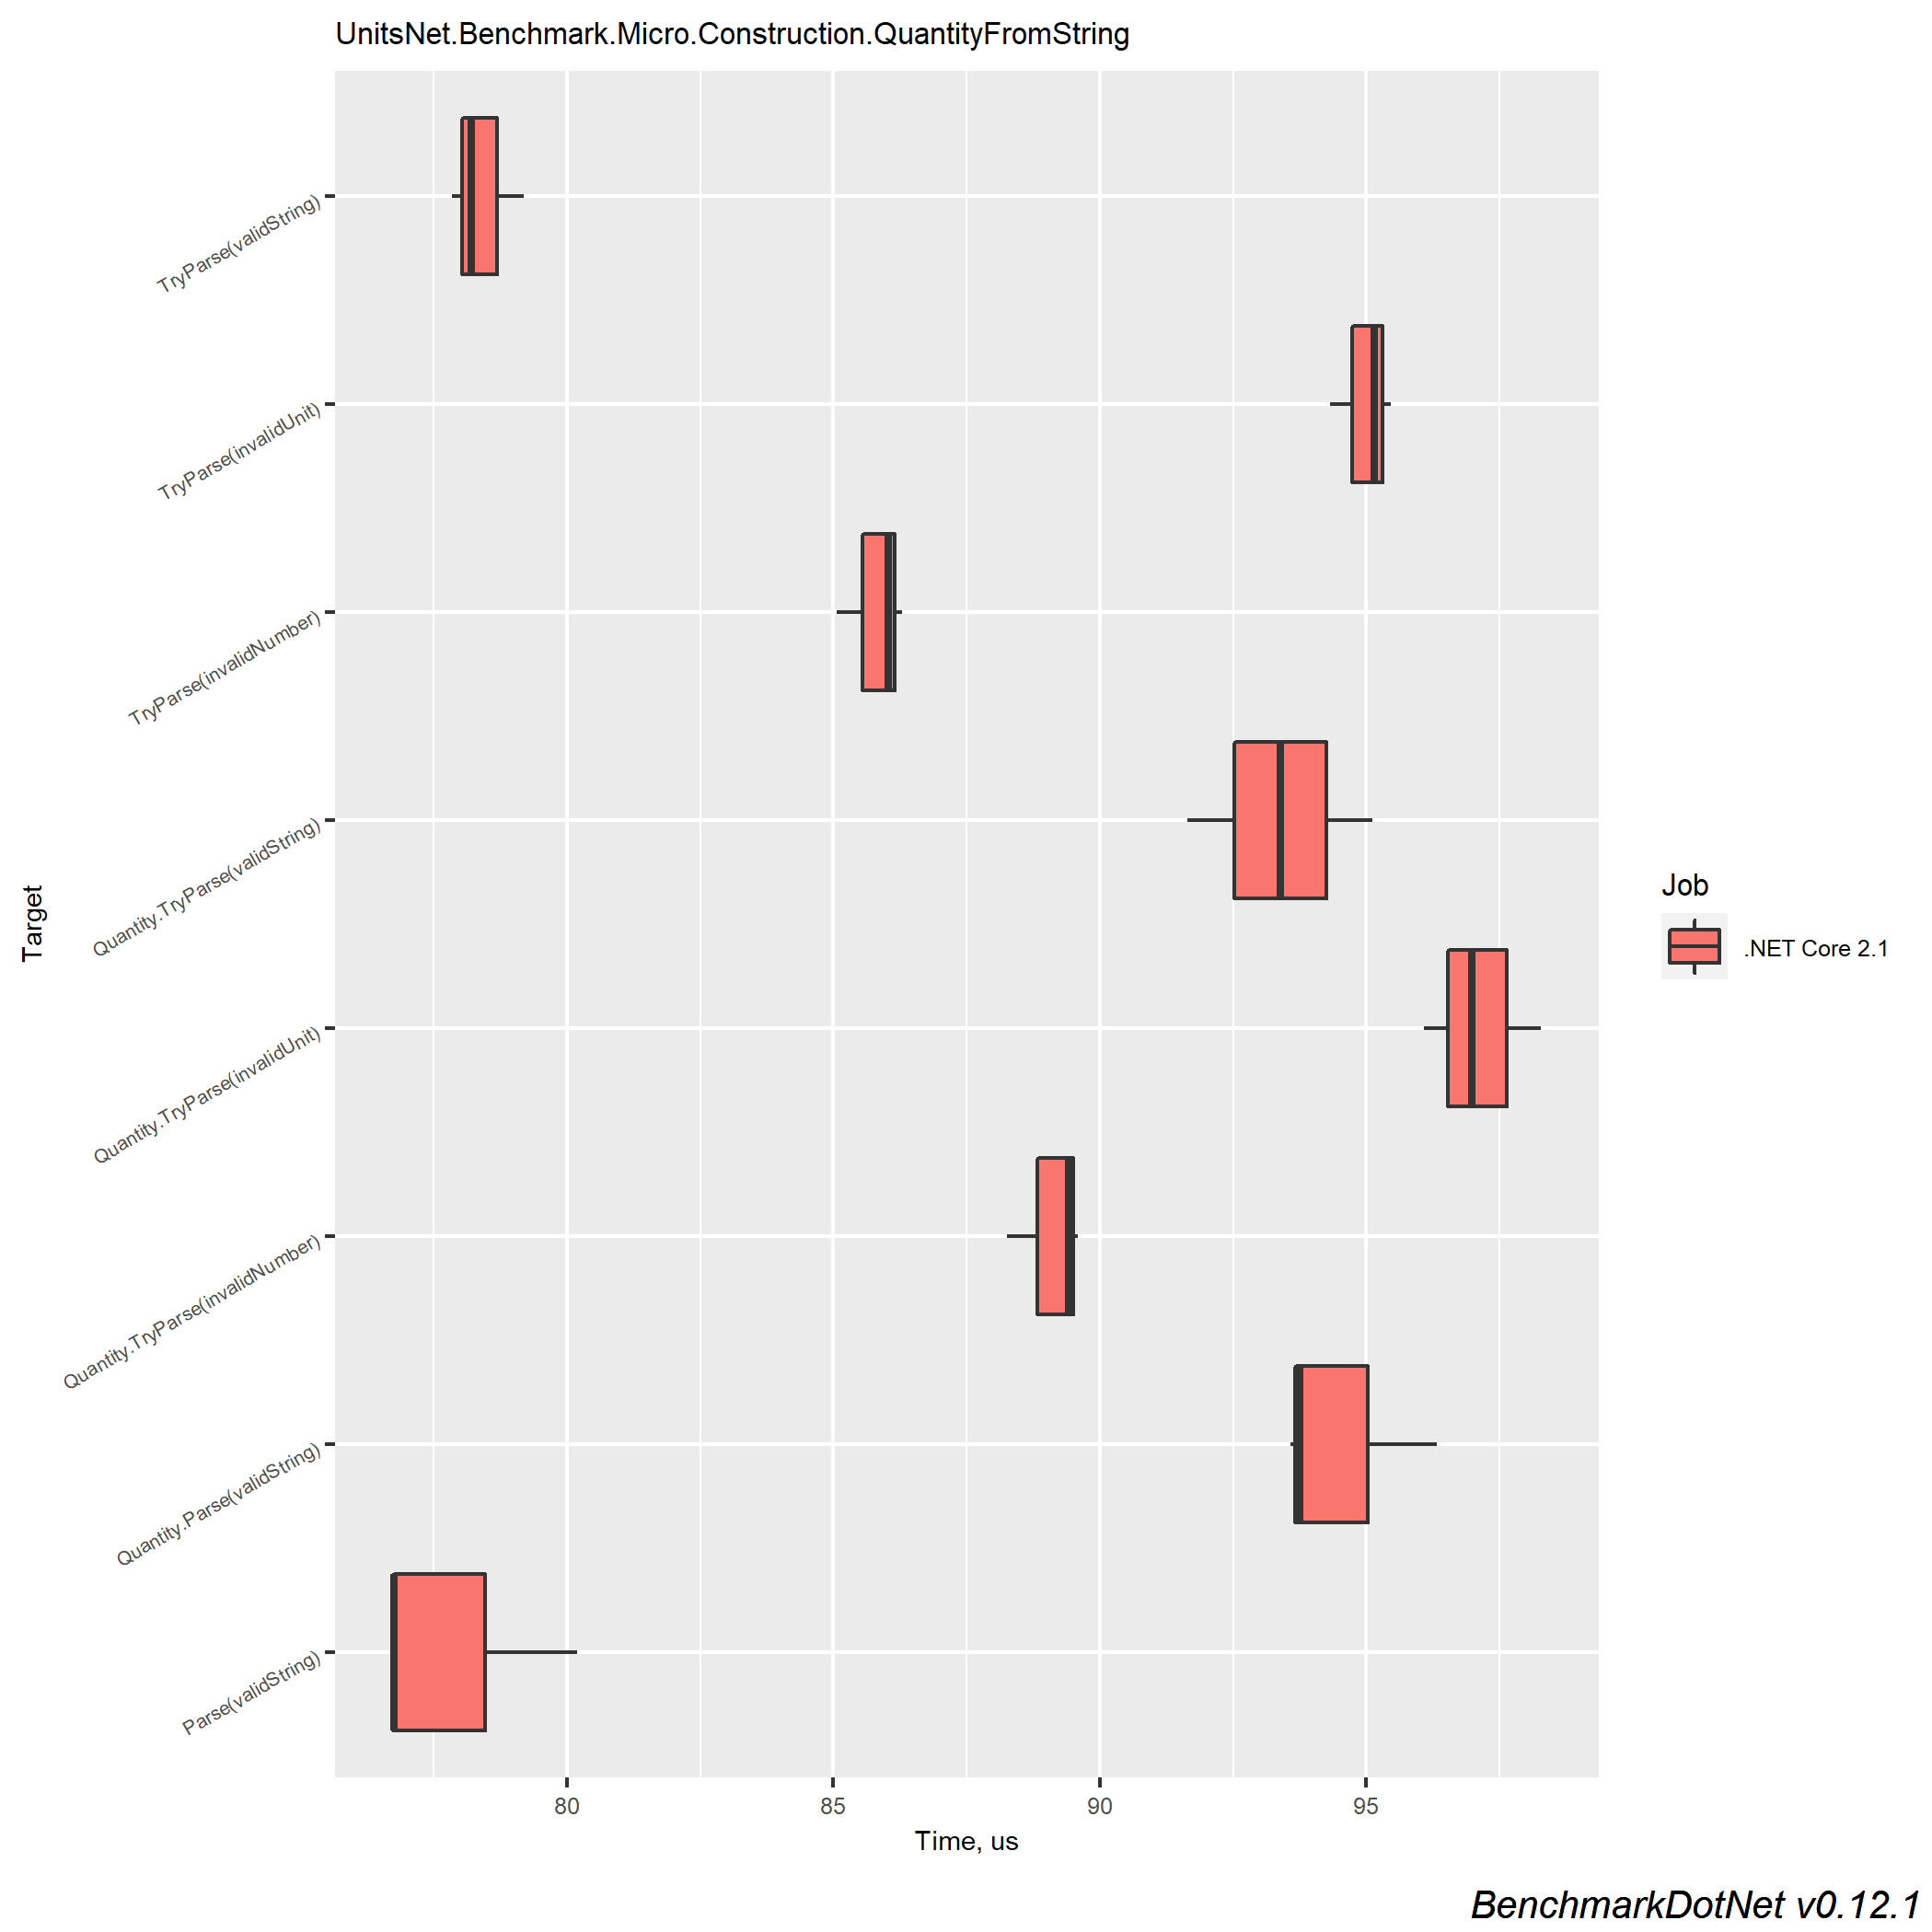 UnitsNet.Benchmark.Micro.Construction.QuantityFromString
TryParse(validString)
TryParse(invalidUnit)
TryParse(invalidNumber)
Quantity.TryParse(validString)
Quantity.TryParse(invalidUnit)
Quantity.TryParse(invalidNumber)
Quantity.Parse(validString)
Parse(validString)
Target
80 85 90 95
Time, us
Job
.NET Core 2.1
BenchmarkDotNet v0.12.1